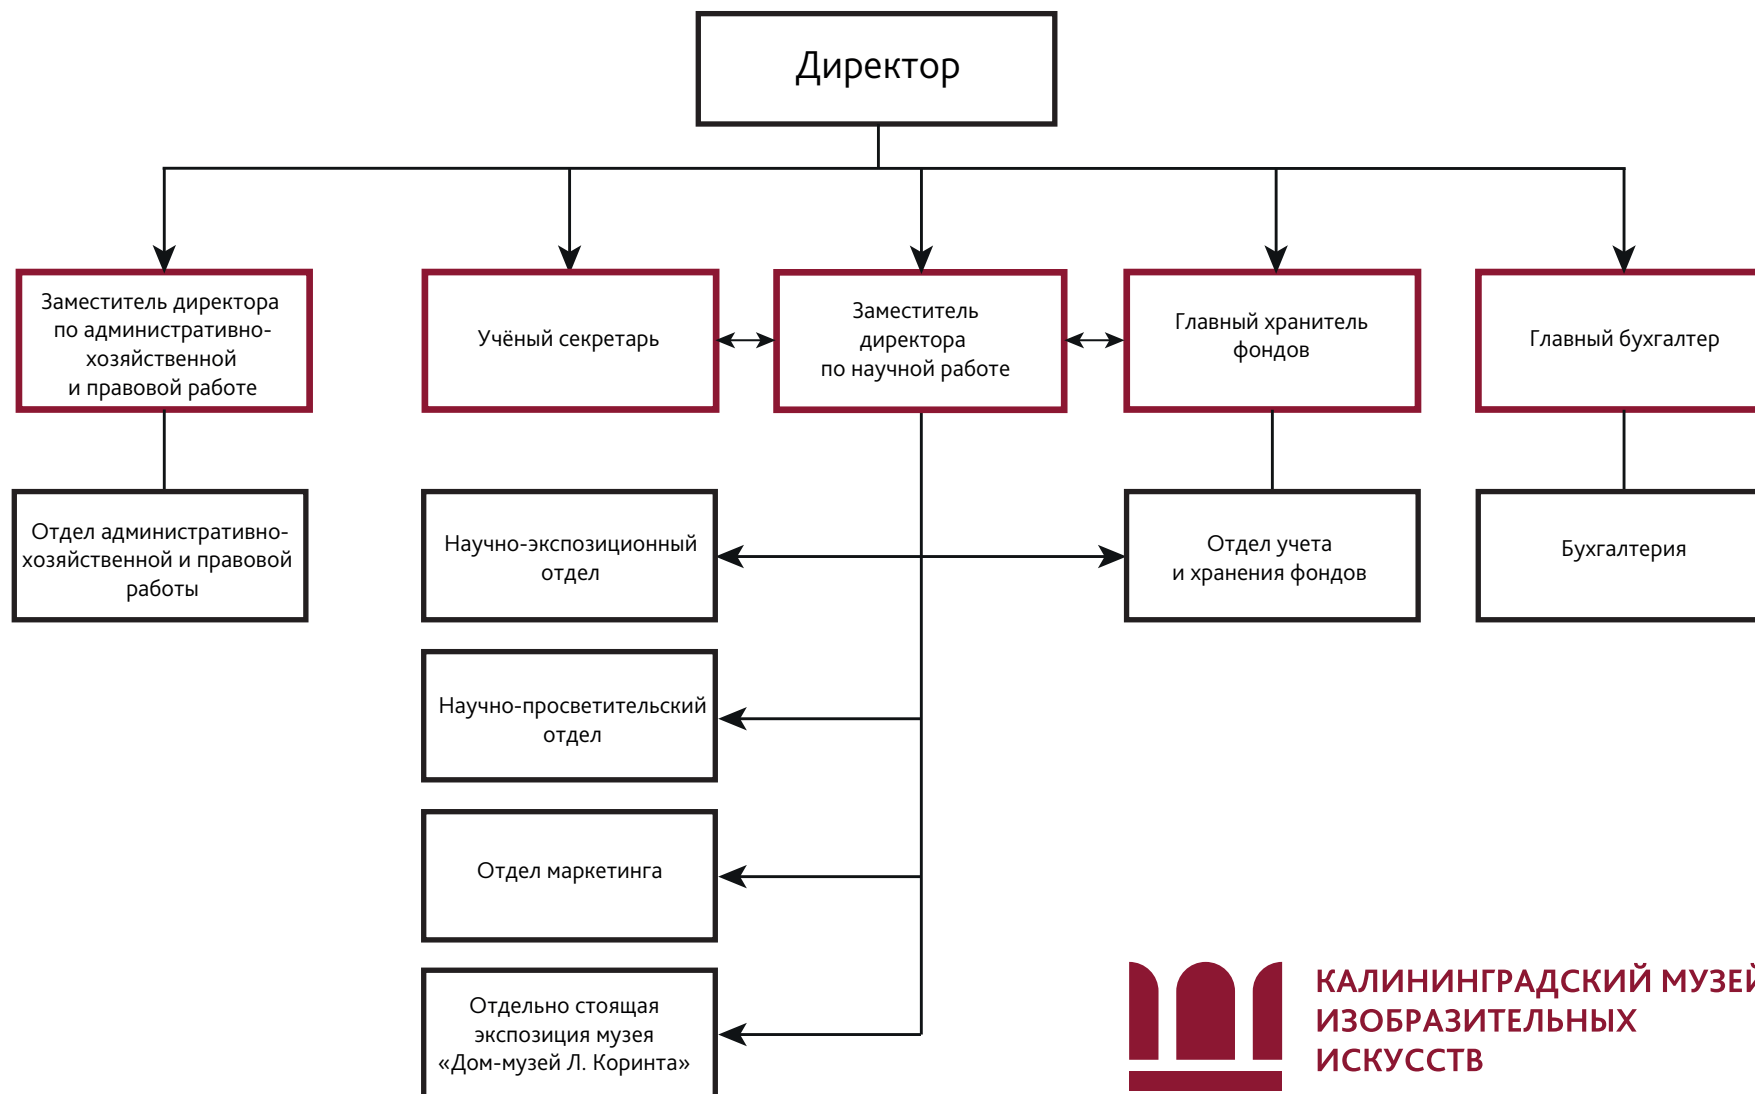 Директор
Заместитель директора
по административно-
хозяйственной
и правовой работе
Учёный секретарь
Заместитель
директора
по научной работе
Главный хранитель
фондов
Главный бухгалтер
Отдел административно-
хозяйственной и правовой
работы
Научно-экспозиционный
отдел
Отдел учета
и хранения фондов
Бухгалтерия
Научно-просветительский
отдел
Отдел маркетинга
Отдельно стоящая
экспозиция музея
«Дом-музей Л. Коринта»
КАЛИНИНГРАДСКИЙ МУЗЕЙ
ИЗОБРАЗИТЕЛЬНЫХ
ИСКУССТВ